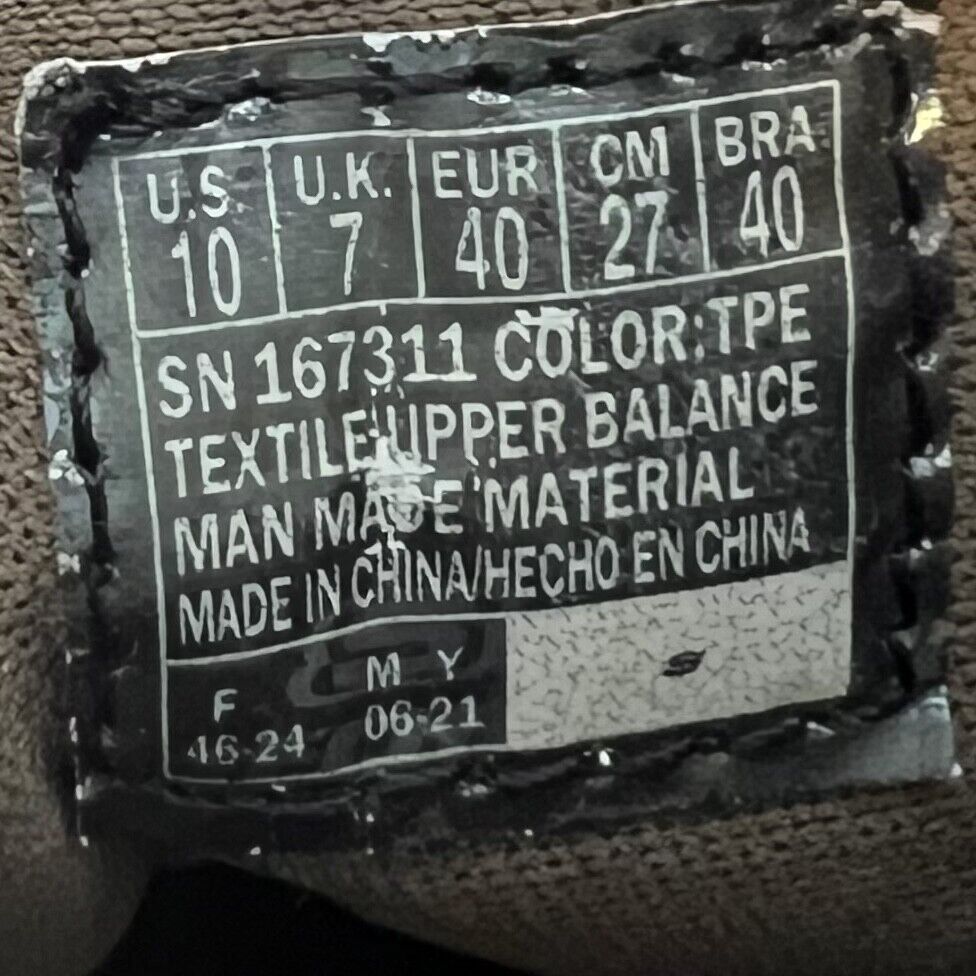 U.S. U.K. EUR CM BRA
10 7 40 27 40
SN 167311 COLOR:TPE
TEXTILE UPPER BALANCE
MAN MADE MATERIAL
MADE IN CHINA/HECHO EN CHINA
F M Y
46-24 06-21